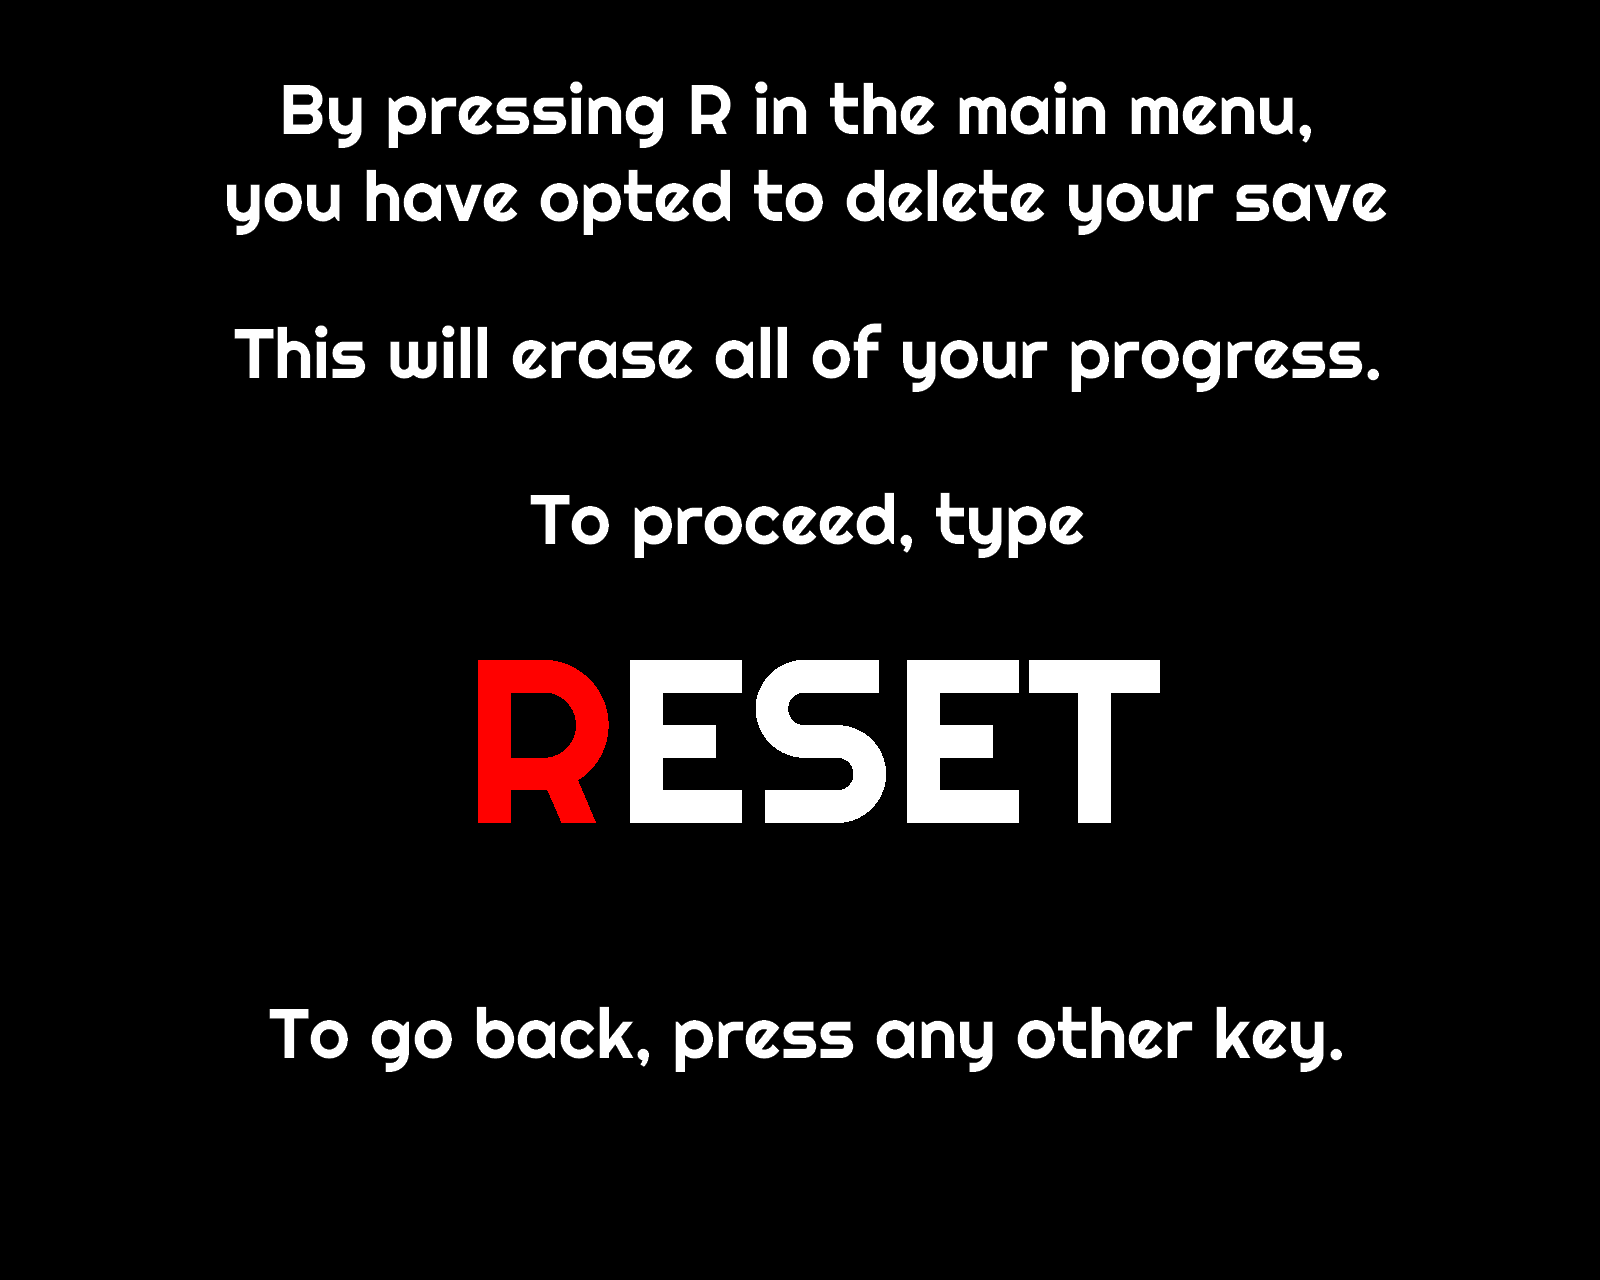 By pressing R in the main menu,
you have opted to delete your save
This will erase all of your progress.
To proceed, type
RESET
To go back, press any other key.